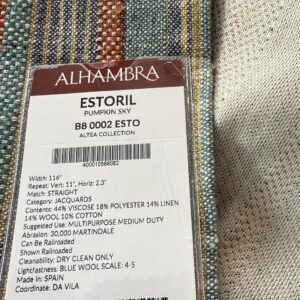 ALHAMBRA
ESTORIL
PUMPKIN SKY
B8 0002 ESTO
ALTEA COLLECTION
400010566082
Width: 116"
Repeat: Vert: 11", Horiz: 2.3"
Match: STRAIGHT
Category: JACQUARDS
Contents: 44% VISCOSE 18% POLYESTER 14% LINEN
14% WOOL 10% COTTON
Suggested Use: MULTIPURPOSE MEDIUM DUTY
Abrasion: 30,000 MARTINDALE
Can Be Railroaded
Shown Railroaded
Cleanability: DRY CLEAN ONLY
Lightfastness: BLUE WOOL SCALE: 4-5
Made in: SPAIN
Coordinate: DA VILA